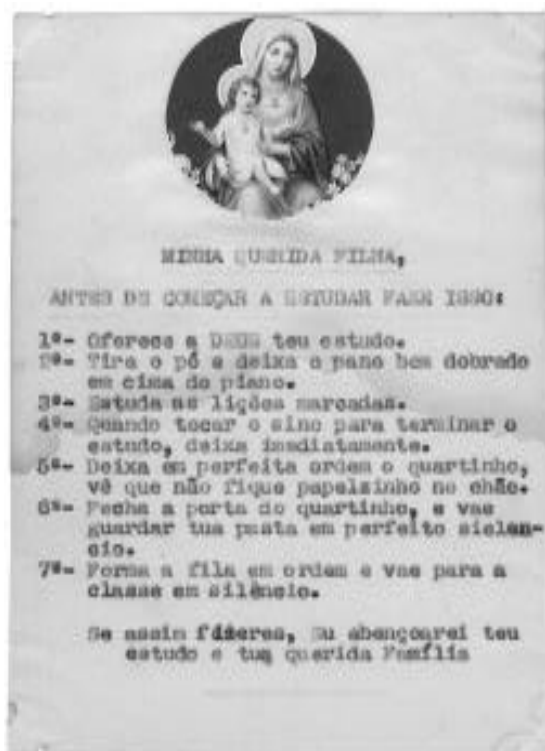 MINHA QUERIDA FILHA,
ANTES DE COMEÇAR A ESTUDAR FAZE ISSO:
1º- Oferece a DEUS teu estudo.
2º- Tira o pó e deixa o pano bem dobrado
em cima do piano.
3º- Estuda as lições marcadas.
4º- Quando tocar o sino para terminar o
estudo, deixa imediatamente.
5º- Deixa em perfeita ordem o quartinho,
vê que não fique papelzinho no chão.
6º- Fecha a porta do quartinho, e vae
guardar tua pasta em perfeito sielen-
cio.
7º- Forma a fila em ordem e vae para a
classe em silêncio.
Se assim fizeres, Eu abençoarei teu
estudo e tua querida Família